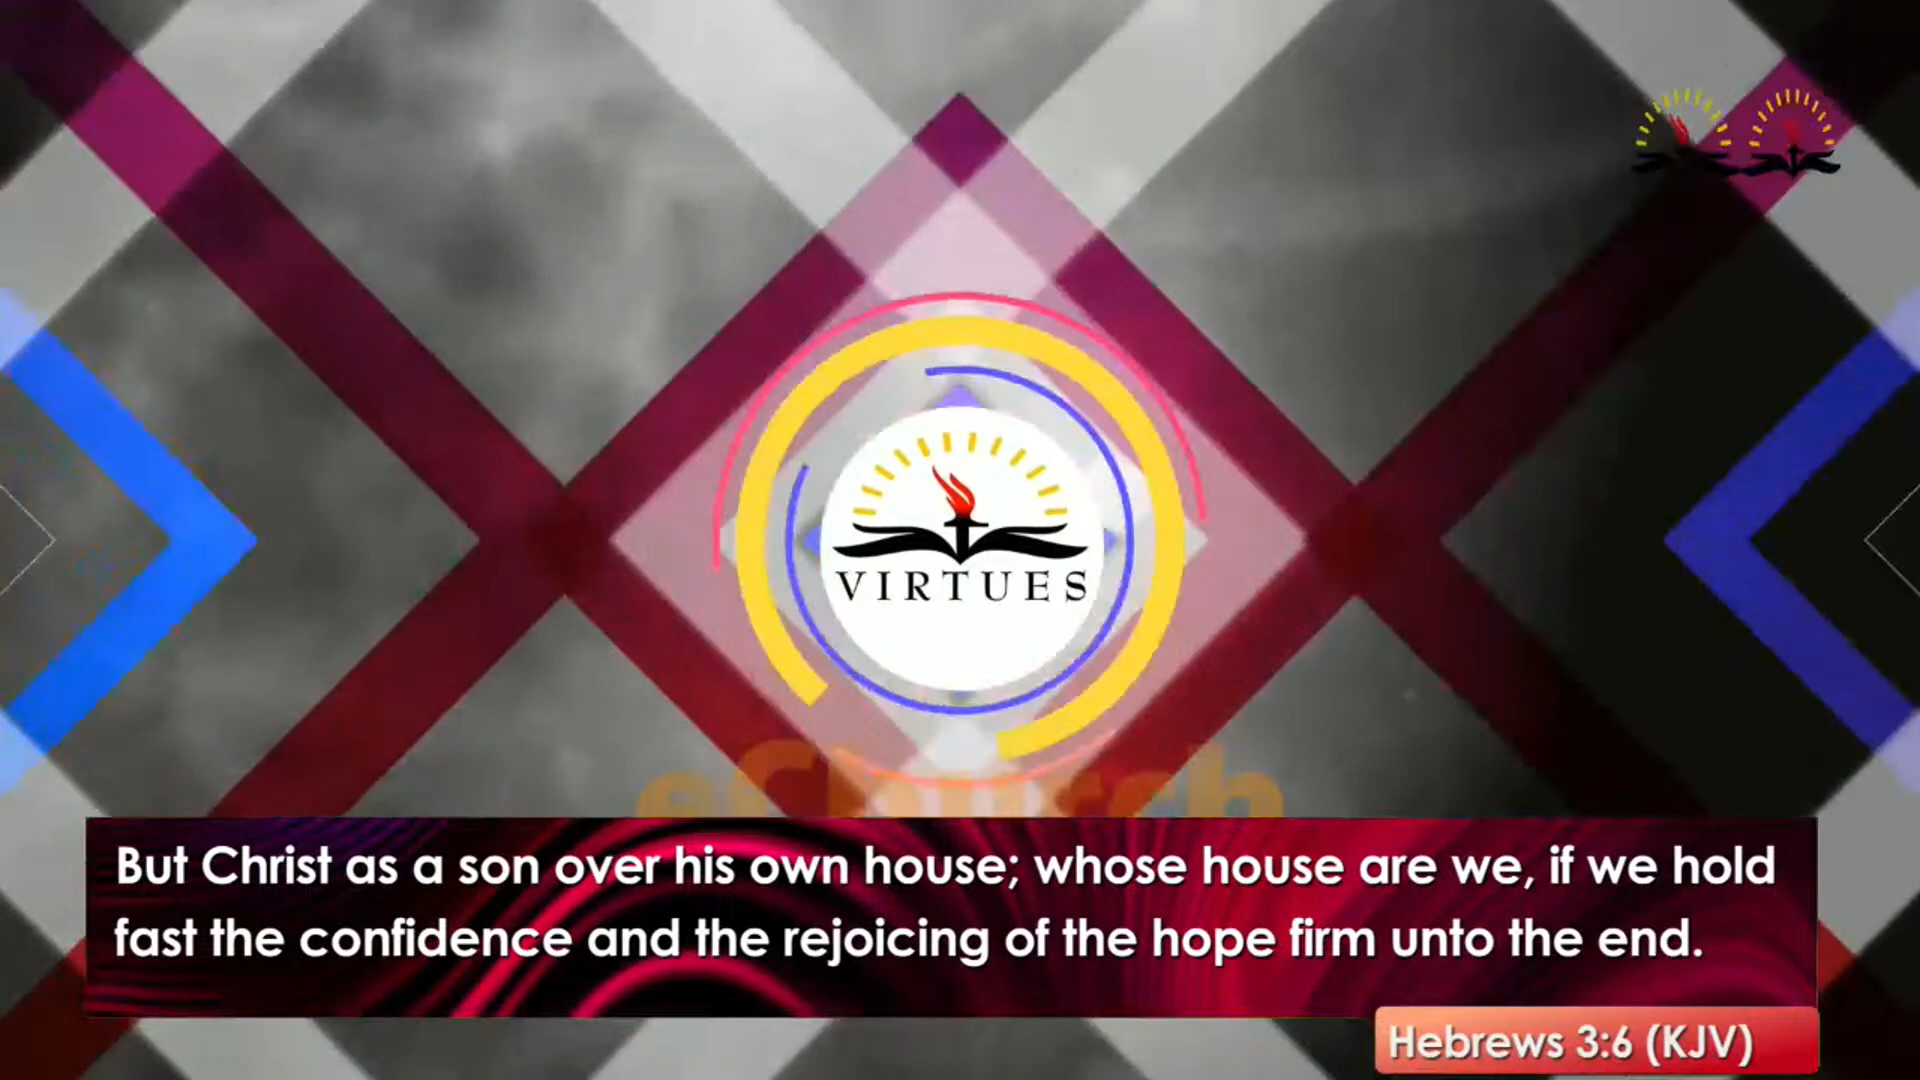 VIRTUES
eChurch
But Christ as a son over his own house; whose house are we, if we hold
fast the confidence and the rejoicing of the hope firm unto the end.
Hebrews 3:6 (KJV)